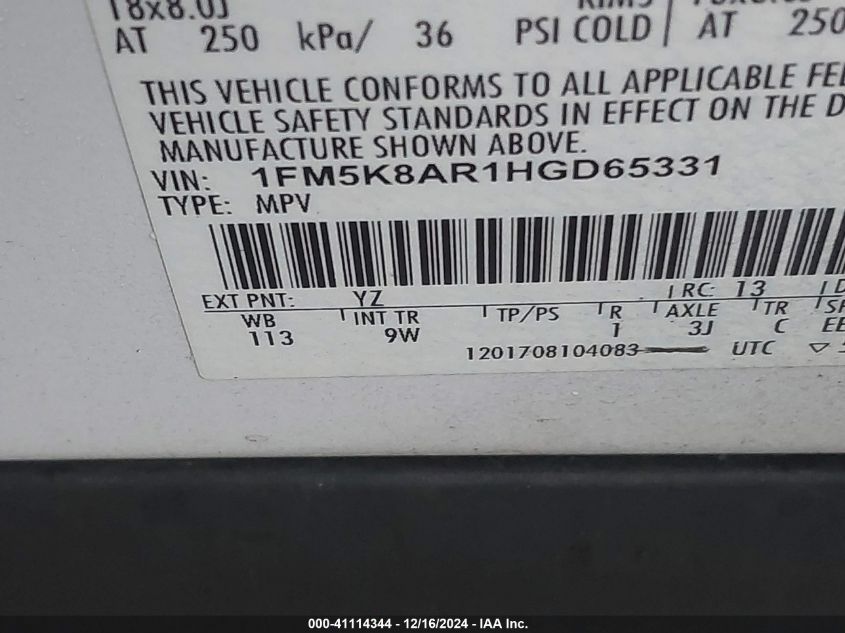 18x8.0J
AT 250 kPa/ 36 PSI COLD AT 250
THIS VEHICLE CONFORMS TO ALL APPLICABLE FE
VEHICLE SAFETY STANDARDS IN EFFECT ON THE D
MANUFACTURE SHOWN ABOVE.
VIN: 1FM5K8AR1HGD65331
TYPE: MPV
EXT PNT: YZ RC: 13
WB INT TR TP/PS R AXLE TR
113 9W 1 3J C EE
1201708104083 UTC
000-41114344 - 12/16/2024 - IAA Inc.